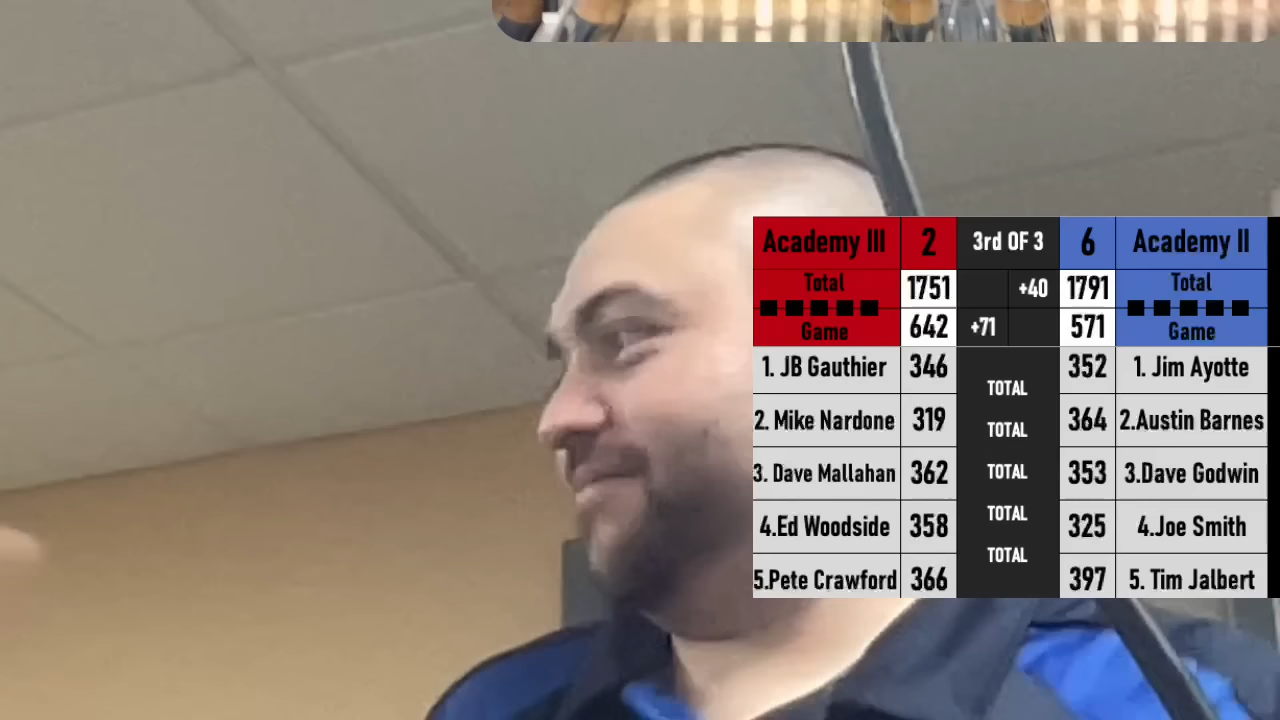 Academy III 2 3rd OF 3 6 Academy II
Total 1751 +40 1791 Total
Game 642 +71 571 Game
1. JB Gauthier 346 TOTAL 352 1. Jim Ayotte
2. Mike Nardone 319 TOTAL 364 2.Austin Barnes
3. Dave Mallahan 362 TOTAL 353 3.Dave Godwin
4.Ed Woodside 358 TOTAL 325 4.Joe Smith
5.Pete Crawford 366 TOTAL 397 5. Tim Jalbert